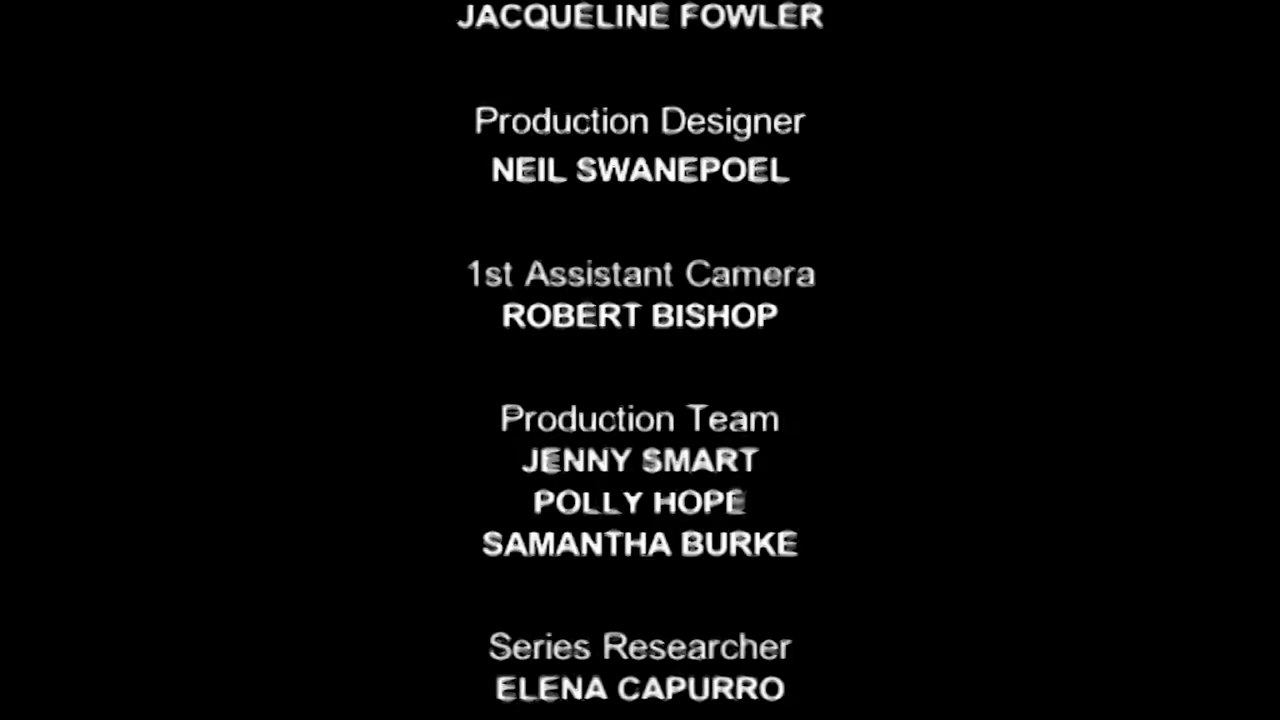 JACQUELINE FOWLER
Production Designer
NEIL SWANEPOEL
1st Assistant Camera
ROBERT BISHOP
Production Team
JENNY SMART
POLLY HOPE
SAMANTHA BURKE
Series Researcher
ELENA CAPURRO